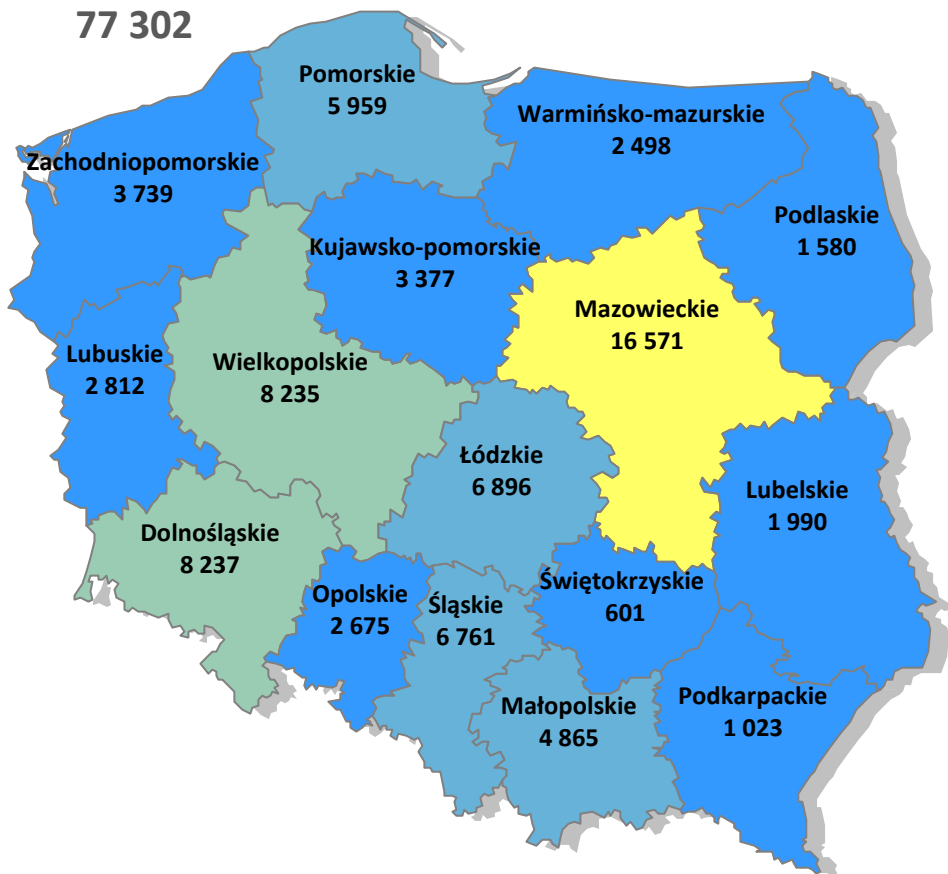 77 302
Pomorskie
5 959
Warmińsko-mazurskie
2 498
Zachodniopomorskie
3 739
Podlaskie
1 580
Kujawsko-pomorskie
3 377
Mazowieckie
16 571
Lubuskie
2 812
Wielkopolskie
8 235
Łódzkie
6 896
Lubelskie
1 990
Dolnośląskie
8 237
Opolskie
2 675
Śląskie
6 761
Świętokrzyskie
601
Małopolskie
4 865
Podkarpackie
1 023